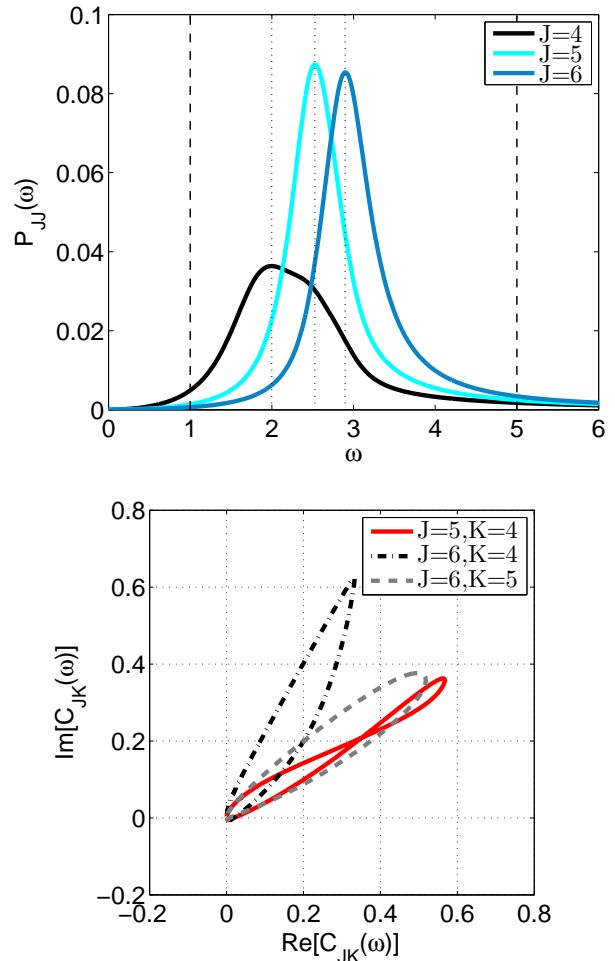 0.1
J=4
J=5
J=6
0.08
0.06
P_JJ(ω)
0.04
0.02
0
0 1 2 3 4 5 6
ω
0.8
J=5,K=4
J=6,K=4
J=6,K=5
0.6
0.4
Im[C_JK(ω)]
0.2
0
−0.2
−0.2 0 0.2 0.4 0.6 0.8
Re[C_JK(ω)]